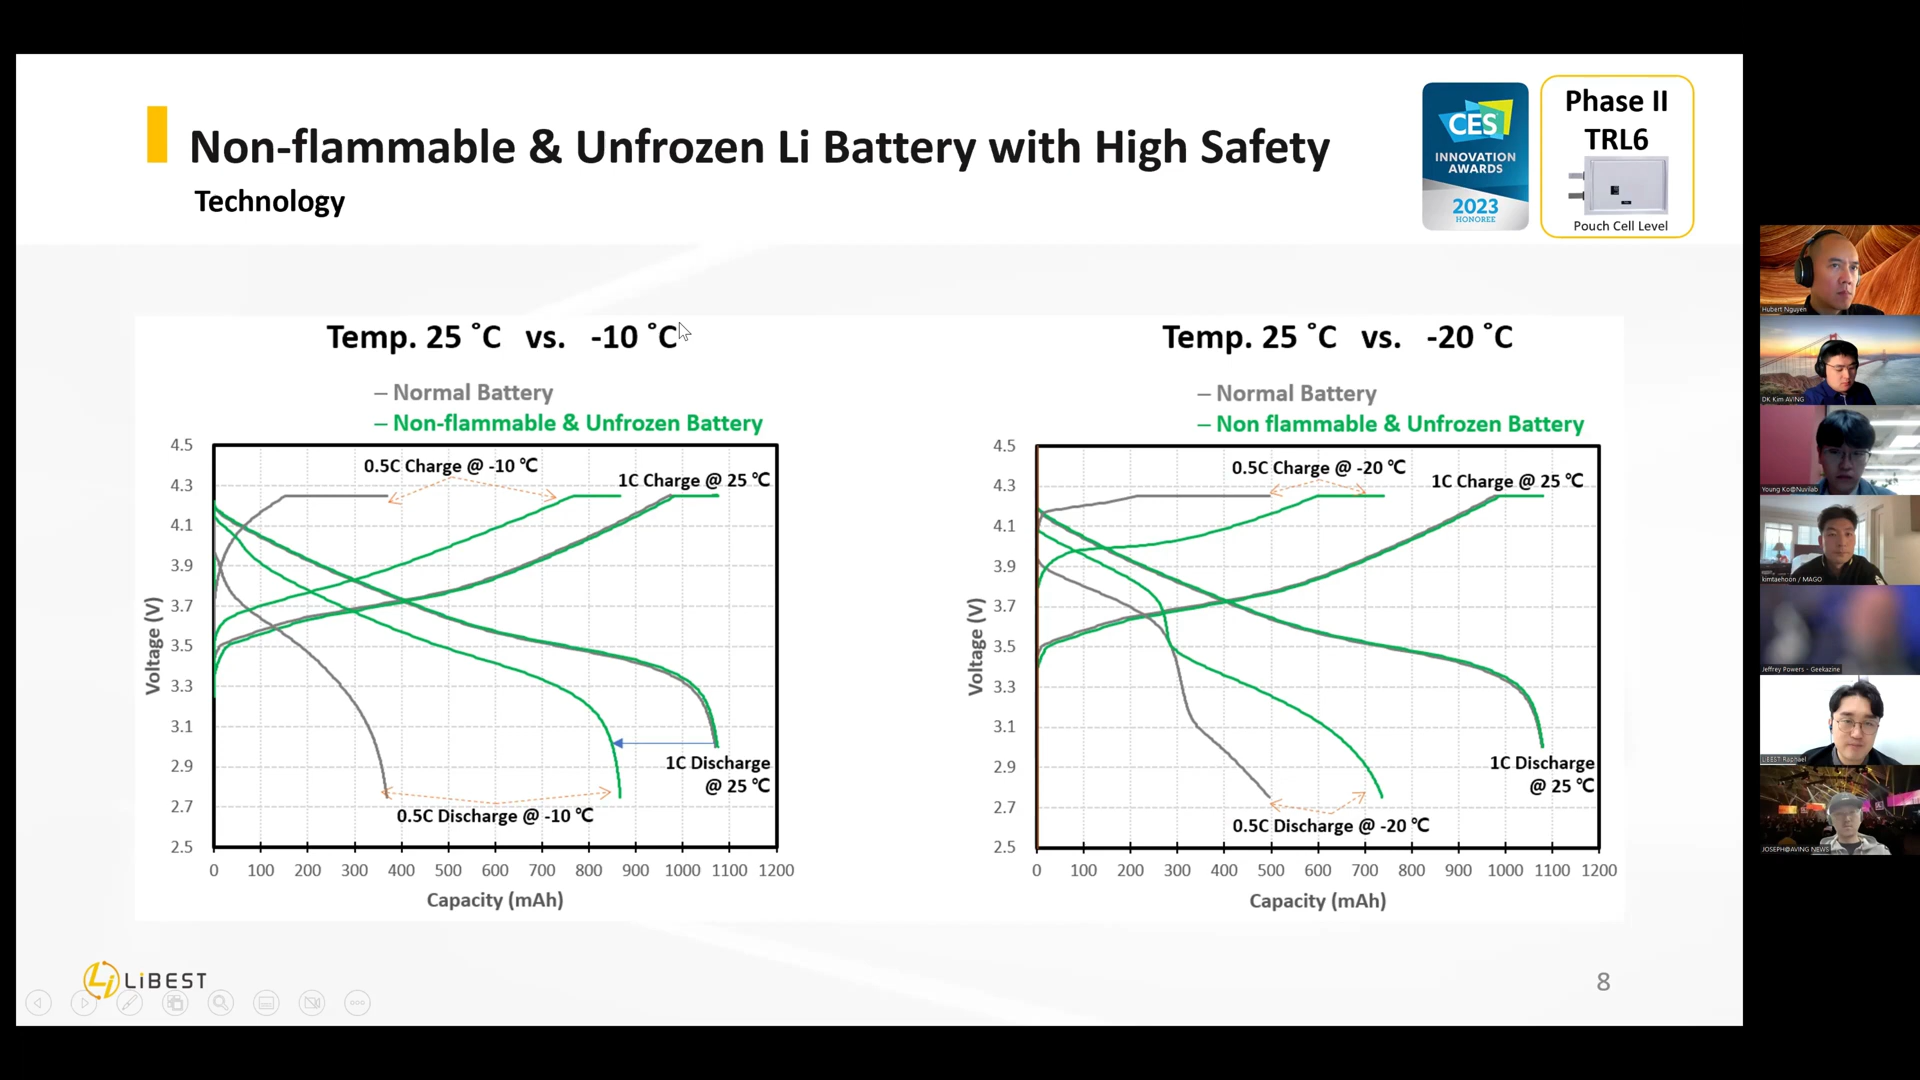 Non-flammable & Unfrozen Li Battery with High Safety
Technology
CES
INNOVATION
AWARDS
2023
HONOREE
Phase II
TRL6
Pouch Cell Level
Temp. 25 ˚C vs. -10 ˚C
– Normal Battery
– Non-flammable & Unfrozen Battery
4.5
4.3
4.1
3.9
3.7
3.5
3.3
3.1
2.9
2.7
2.5
Voltage (V)
0.5C Charge @ -10 ℃
1C Charge @ 25 ℃
1C Discharge
@ 25 ℃
0.5C Discharge @ -10 ℃
0 100 200 300 400 500 600 700 800 900 1000 1100 1200
Capacity (mAh)
Temp. 25 ˚C vs. -20 ˚C
– Normal Battery
– Non flammable & Unfrozen Battery
4.5
4.3
4.1
3.9
3.7
3.5
3.3
3.1
2.9
2.7
2.5
Voltage (V)
0.5C Charge @ -20 ℃
1C Charge @ 25 ℃
1C Discharge
@ 25 ℃
0.5C Discharge @ -20 ℃
0 100 200 300 400 500 600 700 800 900 1000 1100 1200
Capacity (mAh)
LiBEST
8
Hubert Nguyen
DK Kim AVING
Young Ko@Nuvilab
kimtaehoon / MAGO
Jeffrey Powers - Geekazine
LiBEST Raphael
JOSEPH@AVING NEWS